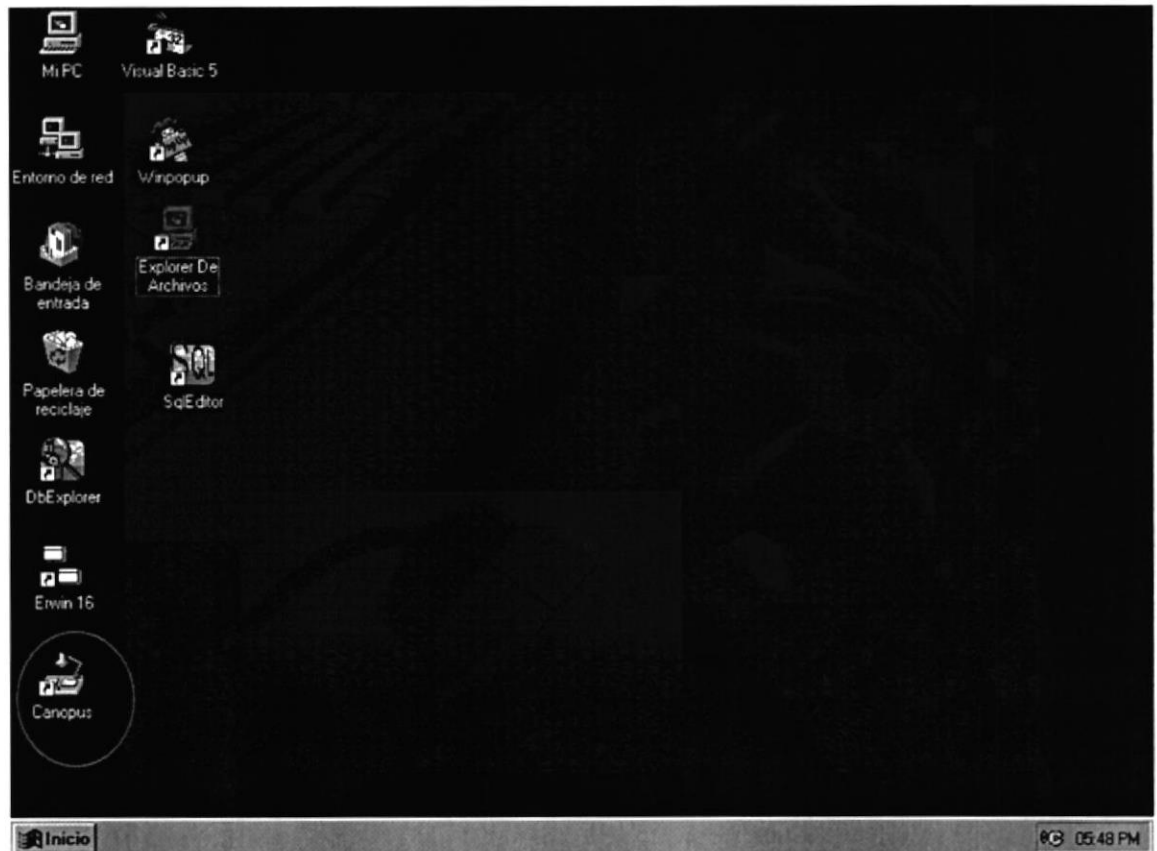 Mi PC
Visual Basic 5
Entorno de red
Winpopup
Explorer De
Archivos
Bandeja de
entrada
SQL
SqlEditor
Papelera de
reciclaje
DbExplorer
Erwin 16
Canopus
Inicio
05:48 PM